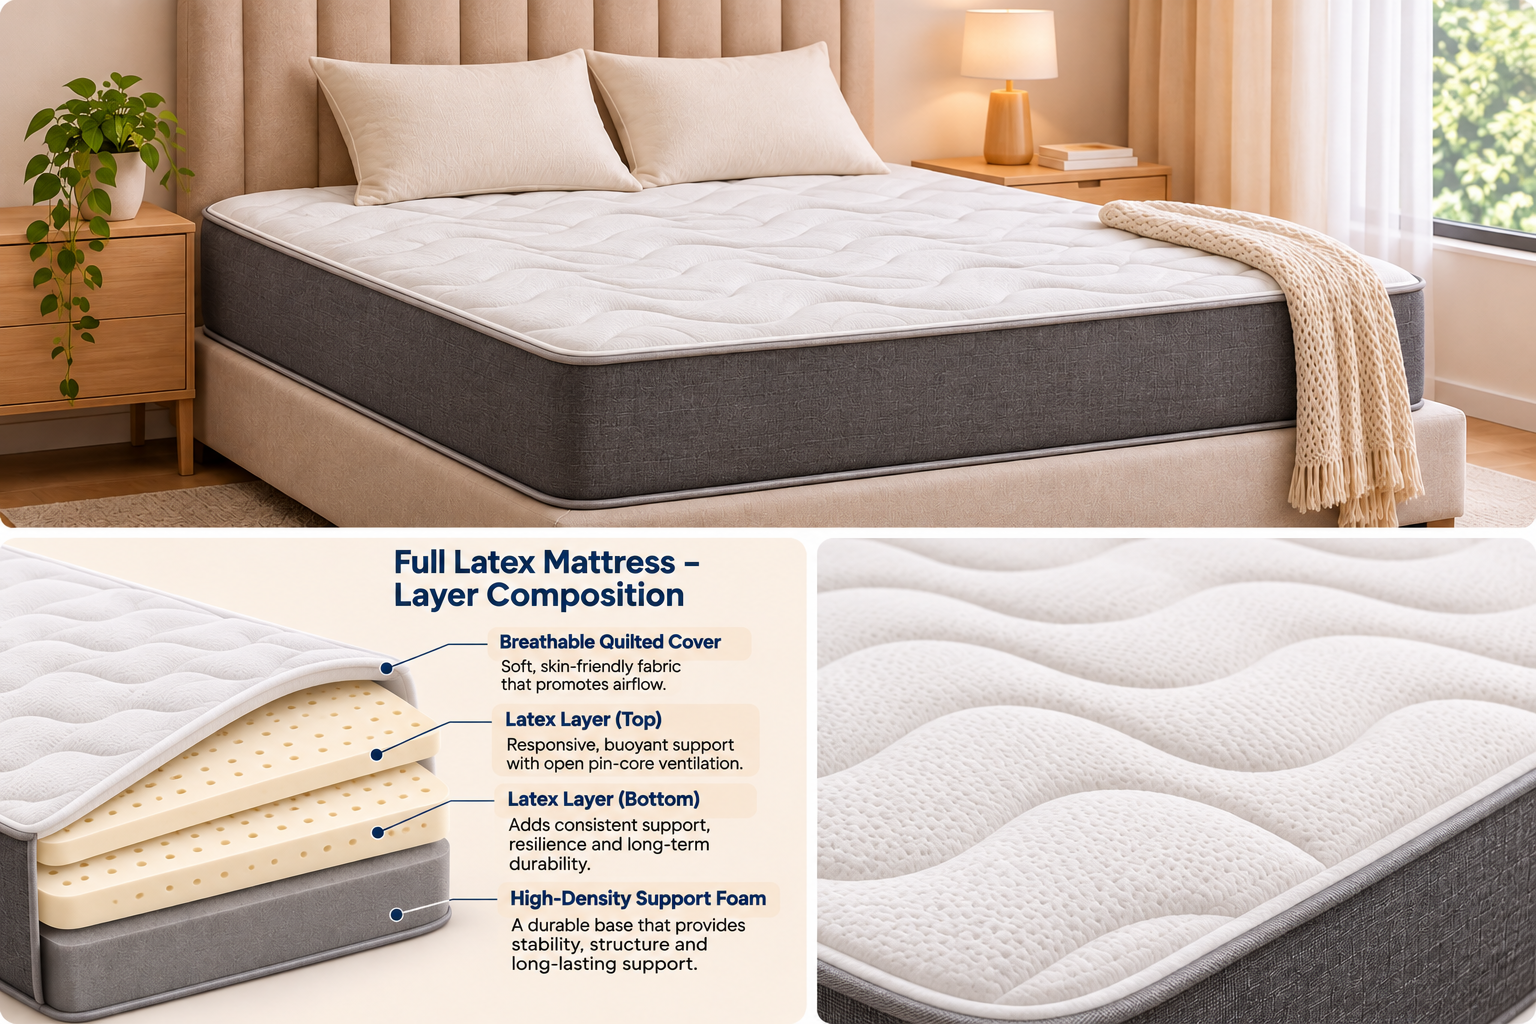 Full Latex Mattress –
Layer Composition
Breathable Quilted Cover
Soft, skin-friendly fabric
that promotes airflow.
Latex Layer (Top)
Responsive, buoyant support
with open pin-core ventilation.
Latex Layer (Bottom)
Adds consistent support,
resilience and long-term
durability.
High-Density Support Foam
A durable base that provides
stability, structure and
long-lasting support.